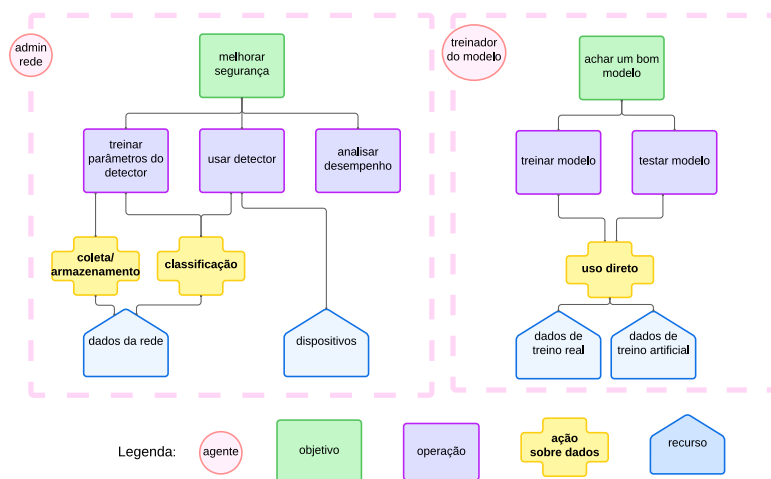 admin
rede
melhorar
segurança
treinar
parâmetros do
detector
usar detector
analisar
desempenho
coleta/
armazenamento
classificação
dados da rede
dispositivos
treinador
do modelo
achar um bom
modelo
treinar modelo
testar modelo
uso direto
dados de
treino real
dados de
treino artificial
Legenda:
agente
objetivo
operação
ação
sobre dados
recurso